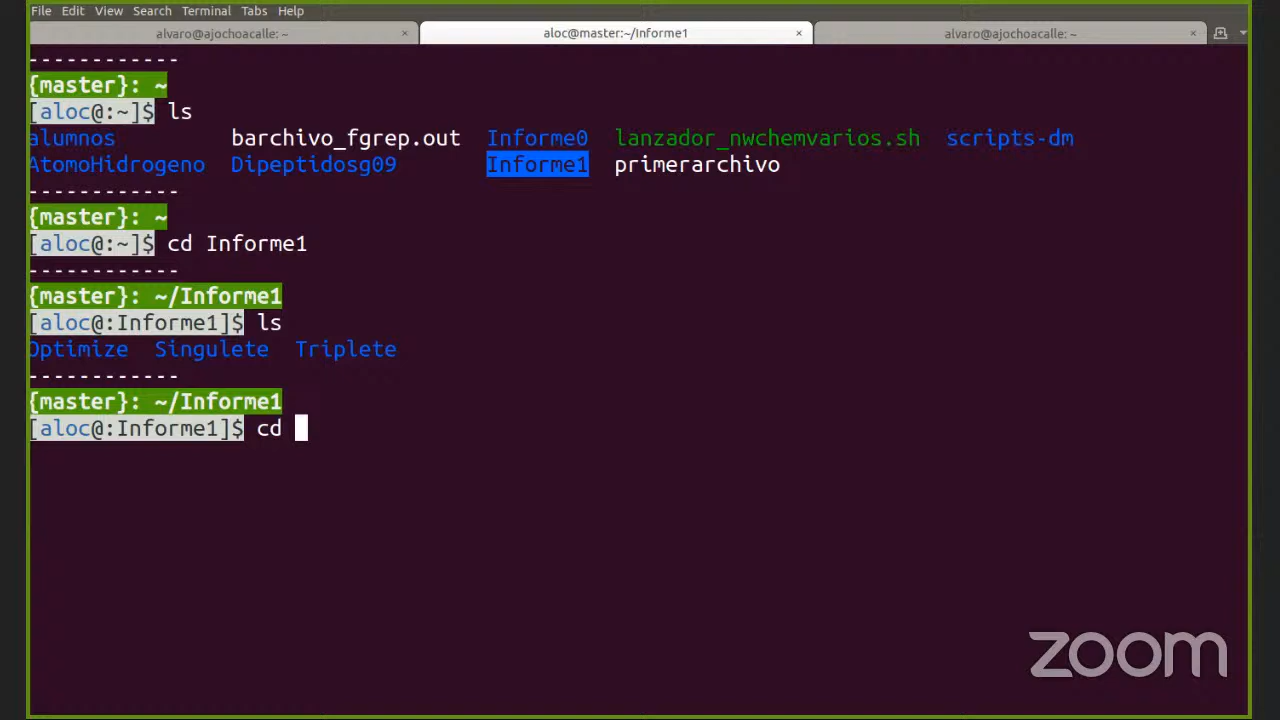 File Edit View Search Terminal Tabs Help
alvaro@ajochoacalle: ~ × aloc@master:~/Informe1 × alvaro@ajochoacalle: ~ ×
------------
{master}: ~
[aloc@:~]$ ls
alumnos barchivo_fgrep.out Informe0 lanzador_nwchemvarios.sh scripts-dm
AtomoHidrogeno Dipeptidosg09 Informe1 primerarchivo
------------
{master}: ~
[aloc@:~]$ cd Informe1
------------
{master}: ~/Informe1
[aloc@:Informe1]$ ls
Optimize Singulete Triplete
------------
{master}: ~/Informe1
[aloc@:Informe1]$ cd
zoom